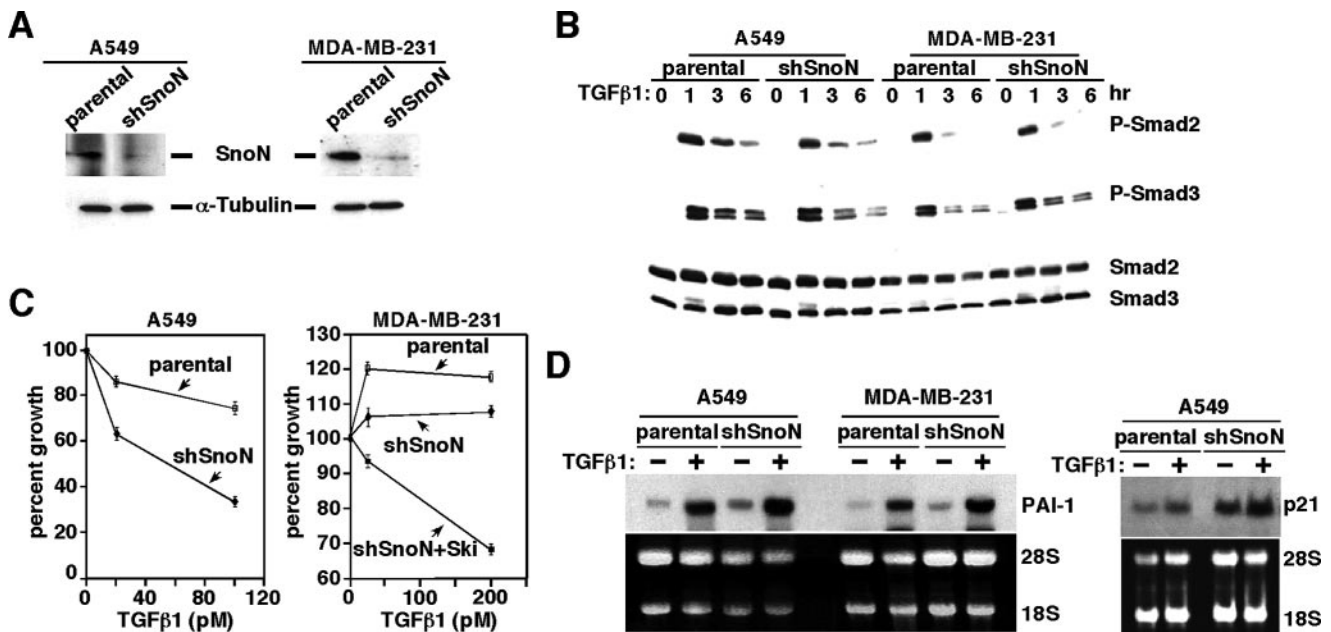 A
A549
MDA-MB-231
parental
shSnoN
parental
shSnoN
SnoN
α-Tubulin
B
A549
MDA-MB-231
parental
shSnoN
parental
shSnoN
TGFβ1: 0 1 3 6 0 1 3 6 0 1 3 6 0 1 3 6 hr
P-Smad2
P-Smad3
Smad2
Smad3
C
A549
percent growth
100
80
60
40
20
0
0 40 80 120
TGFβ1 (pM)
parental
shSnoN
MDA-MB-231
percent growth
130
120
110
100
90
80
70
60
0 100 200
TGFβ1 (pM)
parental
shSnoN
shSnoN+Ski
D
A549
MDA-MB-231
parental shSnoN
parental shSnoN
TGFβ1: − + − + − + − +
PAI-1
28S
18S
A549
parental shSnoN
TGFβ1: − + − +
p21
28S
18S